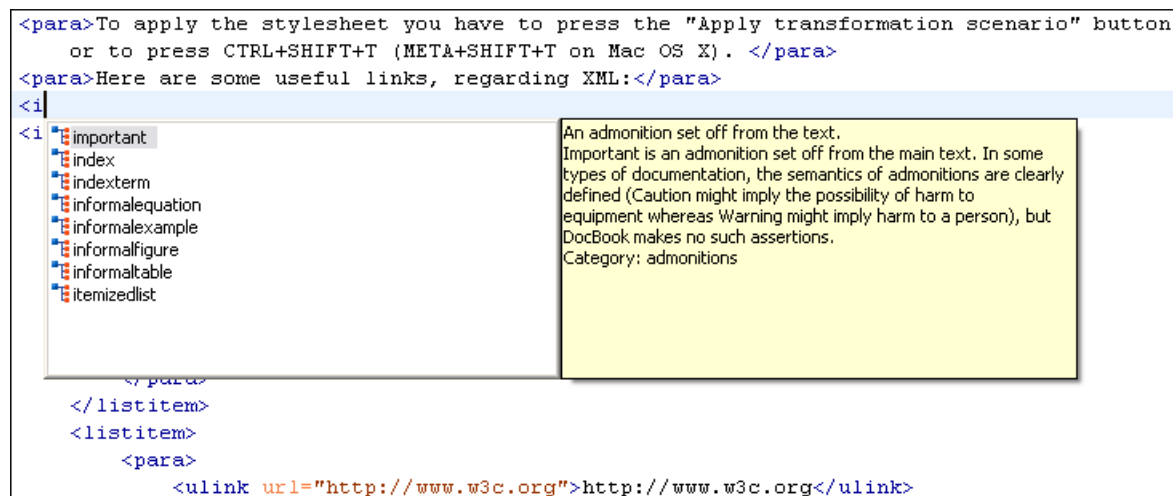 <para>To apply the stylesheet you have to press the "Apply transformation scenario" button
or to press CTRL+SHIFT+T (META+SHIFT+T on Mac OS X). </para>
<para>Here are some useful links, regarding XML:</para>
<i
<i
important
index
indexterm
informalequation
informalexample
informalfigure
informaltable
itemizedlist
An admonition set off from the text.
Important is an admonition set off from the main text. In some
types of documentation, the semantics of admonitions are clearly
defined (Caution might imply the possibility of harm to
equipment whereas Warning might imply harm to a person), but
DocBook makes no such assertions.
Category: admonitions
</para>
</listitem>
<listitem>
<para>
<ulink url="http://www.w3c.org">http://www.w3c.org</ulink>